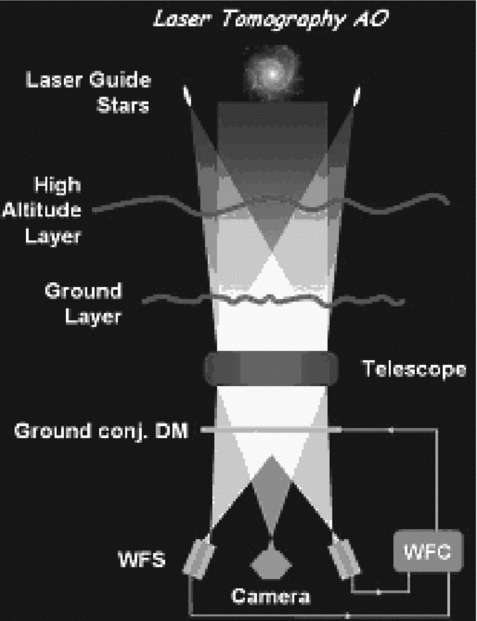 Laser Tomography AO
Laser Guide
Stars
High
Altitude
Layer
Ground
Layer
Telescope
Ground conj. DM
WFS
WFC
Camera